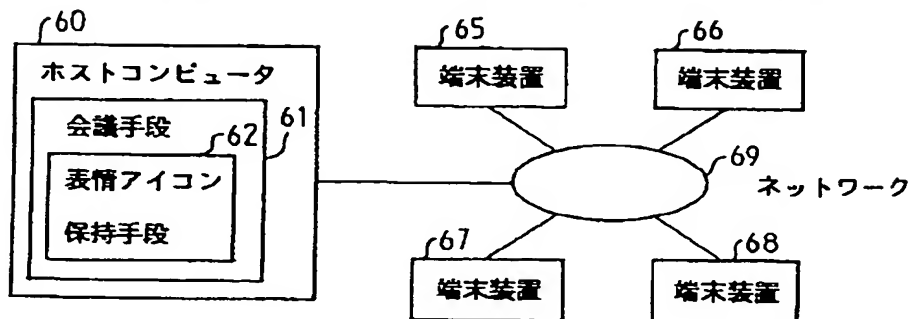 60
ホストコンピュータ
会議手段
61
62
表情アイコン
保持手段
65
端末装置
66
端末装置
69
ネットワーク
67
端末装置
68
端末装置